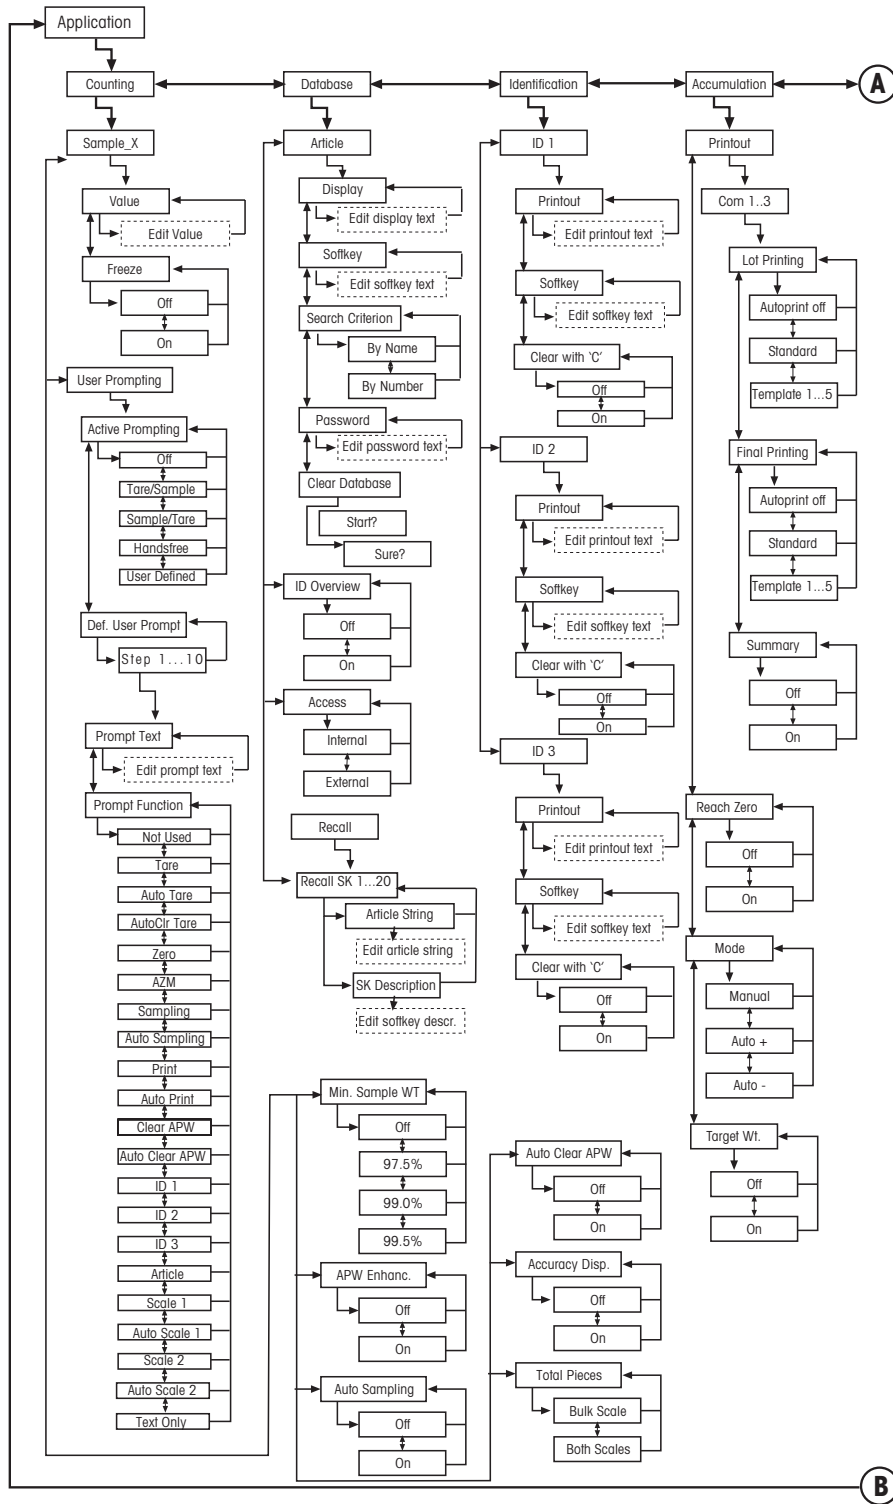 Application
Counting
Database
Identification
Accumulation
A
Sample_X
Value
Edit Value
Freeze
Off
On
User Prompting
Active Prompting
Off
Tare/Sample
Sample/Tare
Handsfree
User Defined
Def. User Prompt
Step 1...10
Prompt Text
Edit prompt text
Prompt Function
Not Used
Tare
Auto Tare
AutoClr Tare
Zero
AZM
Sampling
Auto Sampling
Print
Auto Print
Clear APW
Auto Clear APW
ID 1
ID 2
ID 3
Article
Scale 1
Auto Scale 1
Scale 2
Auto Scale 2
Text Only
Article
Display
Edit display text
Softkey
Edit softkey text
Search Criterion
By Name
By Number
Password
Edit password text
Clear Database
Start?
Sure?
ID Overview
Off
On
Access
Internal
External
Recall
Recall SK 1...20
Article String
Edit article string
SK Description
Edit softkey descr.
Min. Sample WT
Off
97.5%
99.0%
99.5%
APW Enhanc.
Off
On
Auto Sampling
Off
On
ID 1
Printout
Edit printout text
Softkey
Edit softkey text
Clear with ‘C’
Off
On
ID 2
Printout
Edit printout text
Softkey
Edit softkey text
Clear with ‘C’
Off
On
ID 3
Printout
Edit printout text
Softkey
Edit softkey text
Clear with ‘C’
Off
On
Auto Clear APW
Off
On
Accuracy Disp.
Off
On
Total Pieces
Bulk Scale
Both Scales
Printout
Com 1..3
Lot Printing
Autoprint off
Standard
Template 1...5
Final Printing
Autoprint off
Standard
Template 1...5
Summary
Off
On
Reach Zero
Off
On
Mode
Manual
Auto +
Auto -
Target Wt.
Off
On
B